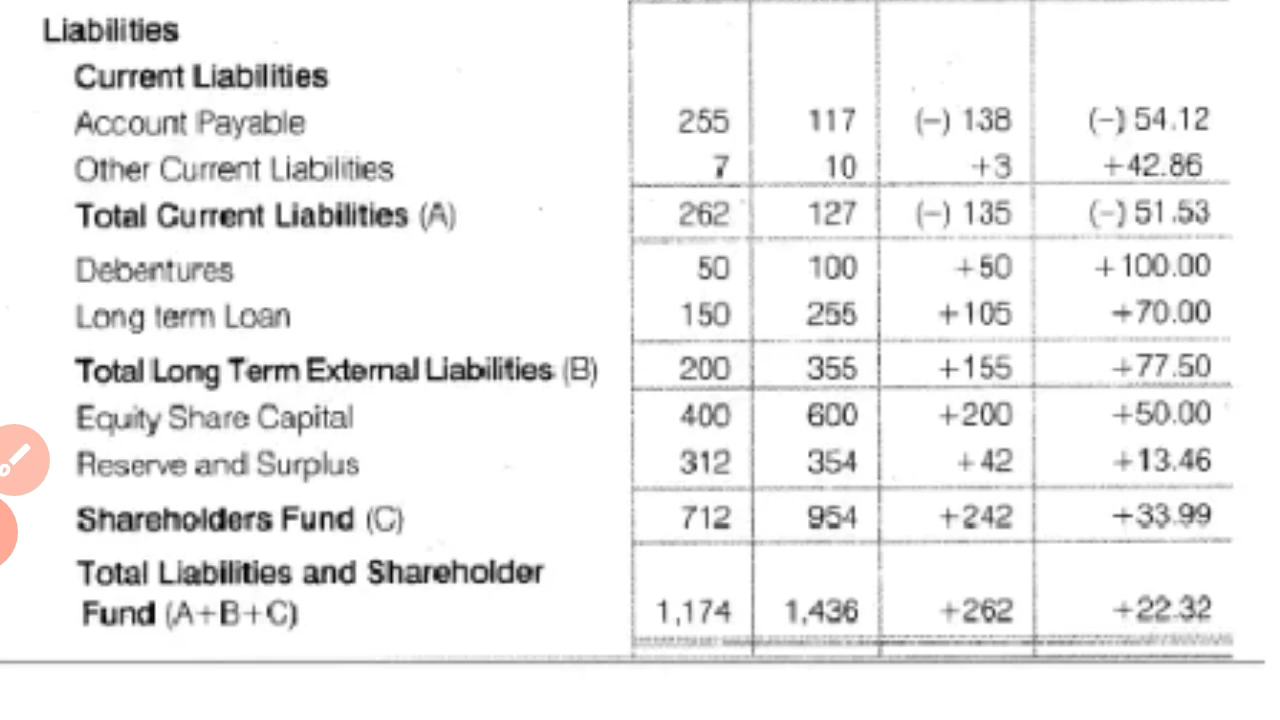 Liabilities
Current Liabilities
Account Payable 255 117 (–) 138 (–) 54.12
Other Current Liabilities 7 10 +3 +42.86
Total Current Liabilities (A) 262 127 (–) 135 (–) 51.53
Debentures 50 100 +50 +100.00
Long term Loan 150 255 +105 +70.00
Total Long Term External Liabilities (B) 200 355 +155 +77.50
Equity Share Capital 400 600 +200 +50.00
Reserve and Surplus 312 354 +42 +13.46
Shareholders Fund (C) 712 954 +242 +33.99
Total Liabilities and Shareholder
Fund (A+B+C) 1,174 1,436 +262 +22.32